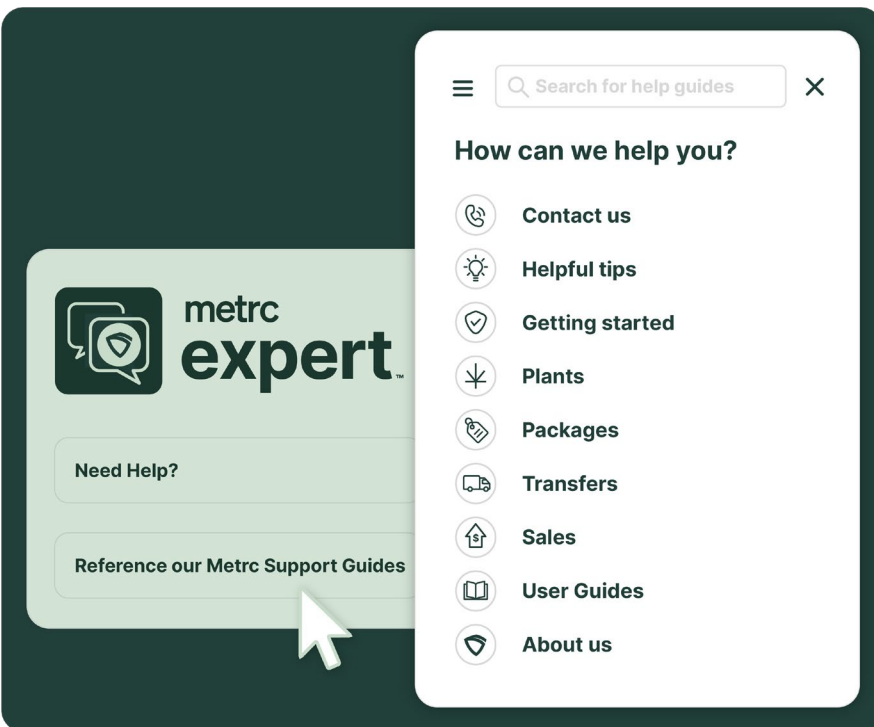 Search for help guides
How can we help you?
Contact us
Helpful tips
Getting started
Plants
Packages
Transfers
$
Sales
User Guides
About us
metrc
expert™
Need Help?
Reference our Metrc Support Guides